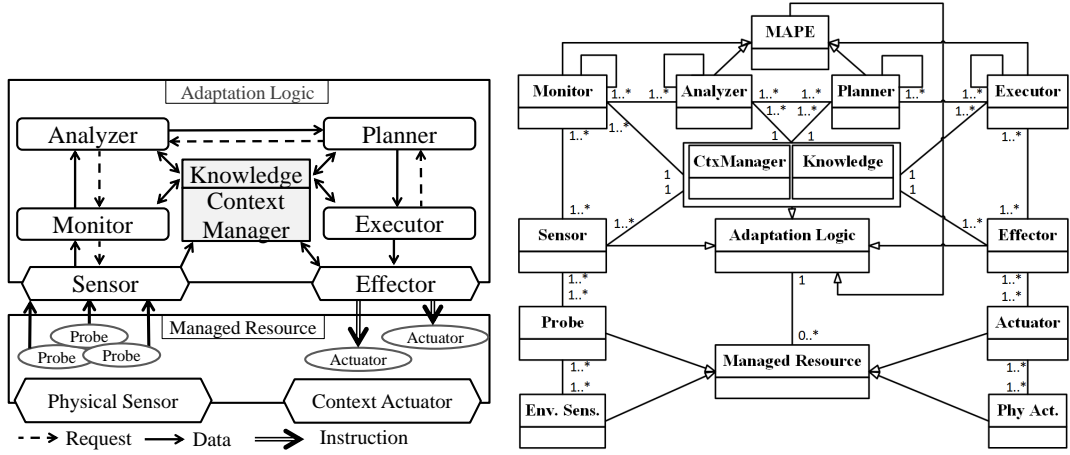 Adaptation Logic
Analyzer
Planner
Knowledge
Context
Manager
Monitor
Executor
Sensor
Effector
Managed Resource
Probe
Probe
Probe
Actuator
Actuator
Physical Sensor
Context Actuator
Request
Data
Instruction
MAPE
Monitor
1..*
1..*
Analyzer
1..*
1..*
Planner
1..*
1..*
Executor
1..*
1..*
1..*
1..*
1..*
1
1
CtxManager
Knowledge
1
1
1
1
1..*
1..*
1..*
1..*
Sensor
Adaptation Logic
Effector
1..*
1..*
1
1..*
1..*
Probe
Actuator
0..*
1..*
1..*
Managed Resource
1..*
1..*
Env. Sens.
Phy Act.